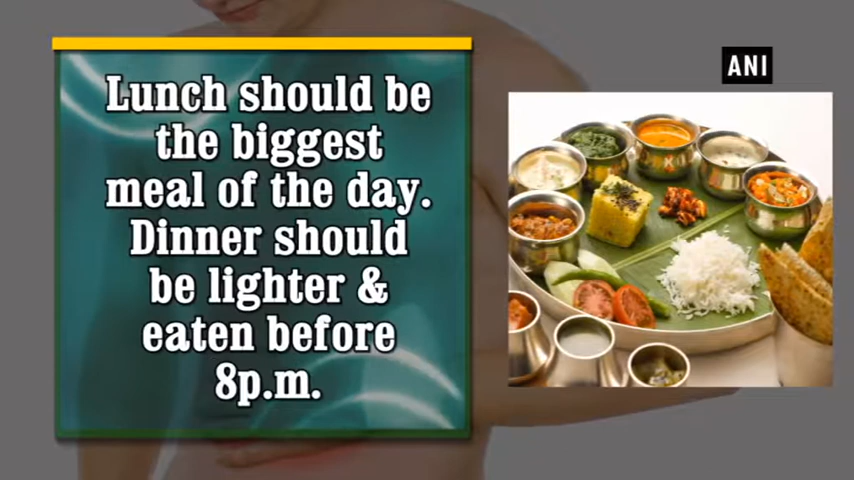 ANI
Lunch should be
the biggest
meal of the day.
Dinner should
be lighter &
eaten before
8p.m.